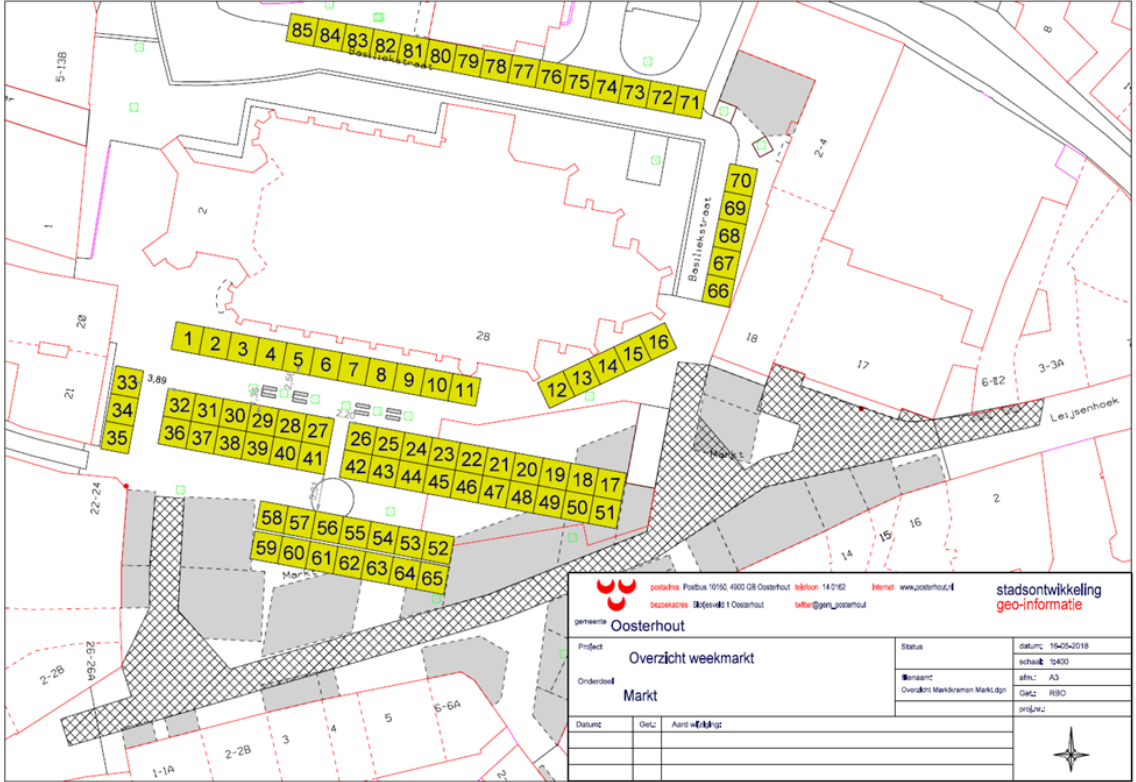 85 84 83 82 81 80 79 78 77 76 75 74 73 72 71
Basiliekstraat
5-13B
8
2-4
70
69
68
67
66
Basiliekstraat
2
1
20
21
28
18
17
6-12
3-3A
Leijsenhoek
1 2 3 4 5 6 7 8 9 10 11
12 13 14 15 16
33
34
35
3,89
2,20
32 31 30 29 28 27
36 37 38 39 40 41
26 25 24 23 22 21 20 19 18 17
42 43 44 45 46 47 48 49 50 51
Markt
22-24
58 57 56 55 54 53 52
59 60 61 62 63 64 65
Markt
14
15
16
2
26-26A
2-2B
1-1A
2-2B
3
4
5
6-6A
postadres Postbus 10150, 4900 GB Oosterhout telefoon 14 0162 Internet www.oosterhout.nl
bezoekadres Slotjesveld 1 Oosterhout twitter@gem_oosterhout
stadsontwikkeling
geo-informatie
gemeente Oosterhout
Project
Overzicht weekmarkt
Onderdeel
Markt
Status
Bestandsnaam:
Overzicht Marktkramen Markt.dgn
datum: 16-05-2018
schaal: 1:400
afm.: A3
Get.: RBO
proj.nr.:
Datum: Get.: Aard wijziging: